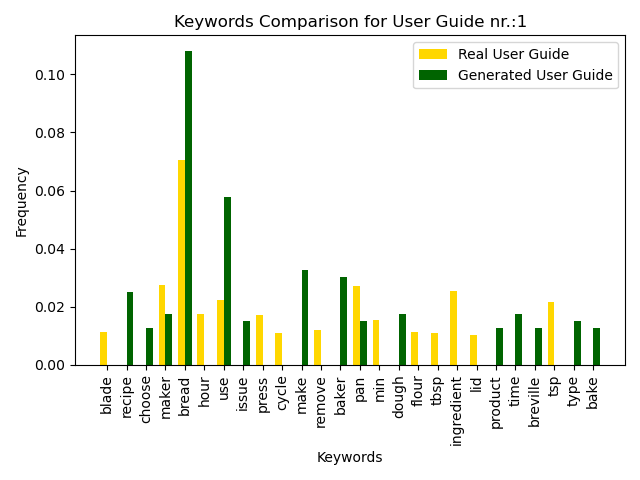 Keywords Comparison for User Guide nr.:1
Real User Guide
Generated User Guide
Frequency
0.10
0.08
0.06
0.04
0.02
0.00
blade
recipe
choose
maker
bread
hour
use
issue
press
cycle
make
remove
baker
pan
min
dough
flour
tbsp
ingredient
lid
product
time
breville
tsp
type
bake
Keywords